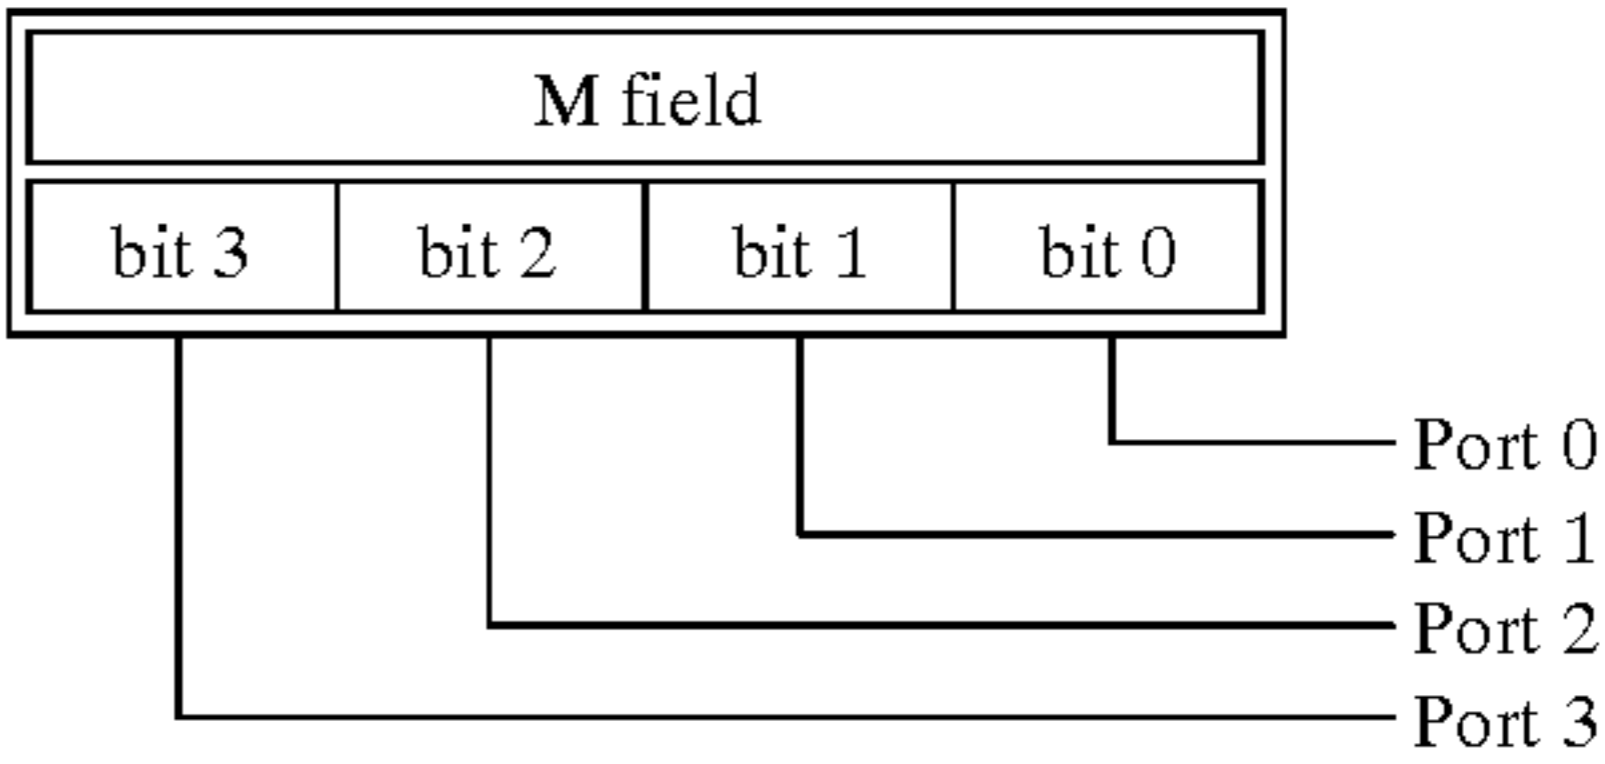 M field
bit 3 bit 2 bit 1 bit 0
Port 0
Port 1
Port 2
Port 3